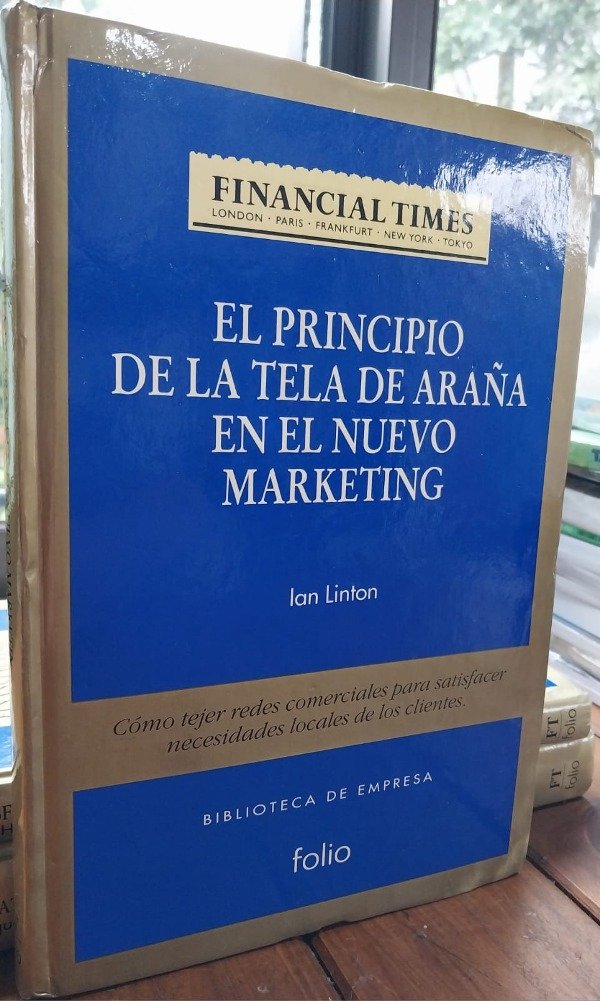 FINANCIAL TIMES
LONDON · PARIS · FRANKFURT · NEW YORK · TOKYO
EL PRINCIPIO
DE LA TELA DE ARAÑA
EN EL NUEVO
MARKETING
Ian Linton
Cómo tejer redes comerciales para satisfacer
necesidades locales de los clientes.
BIBLIOTECA DE EMPRESA
folio
FT
folio
FT
folio